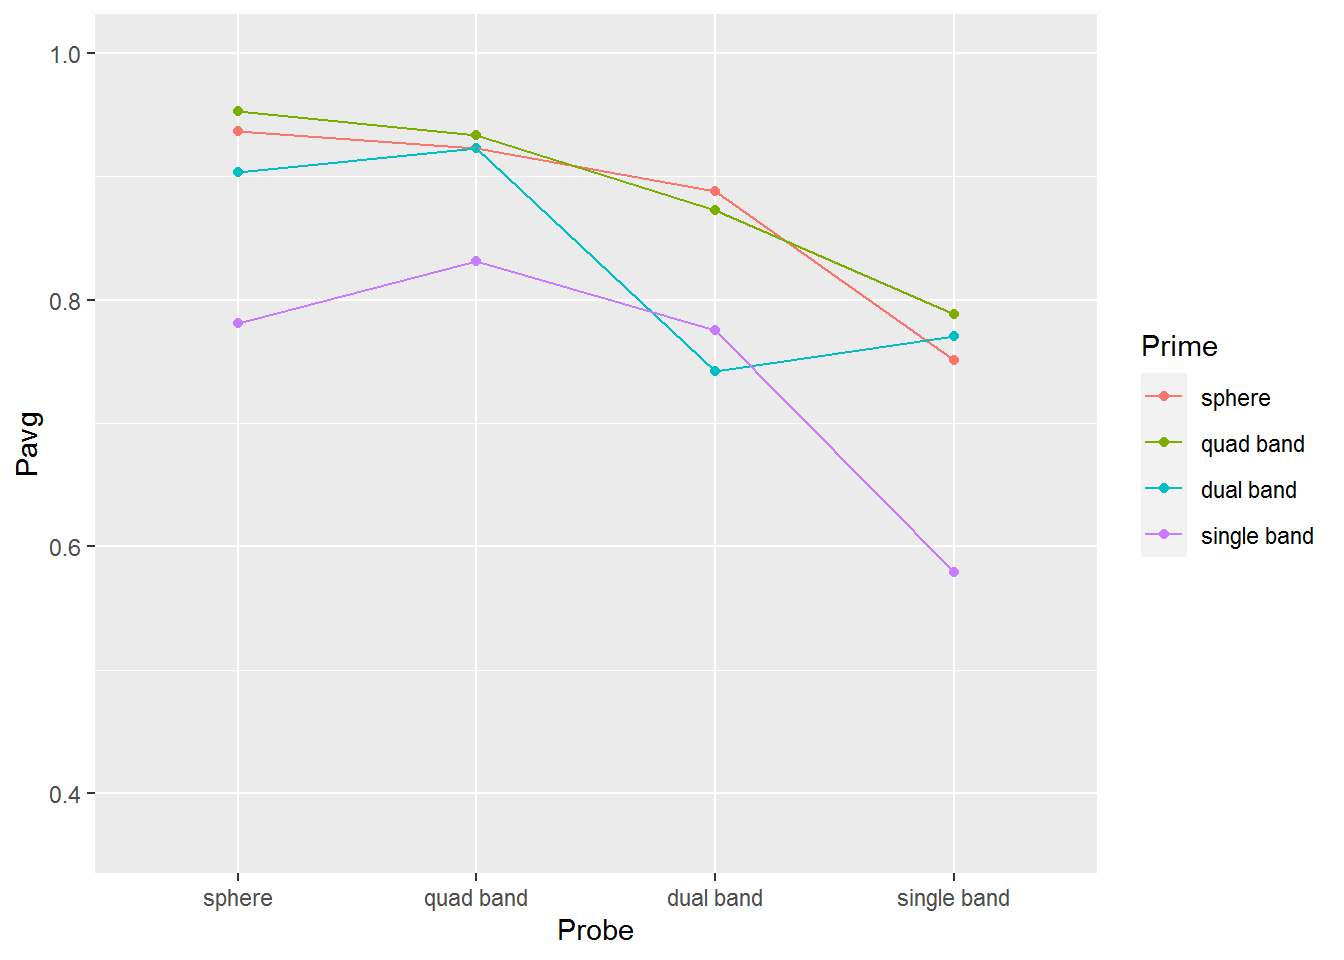 1.0
0.8
0.6
0.4
Pavg
sphere
quad band
dual band
single band
Probe
Prime
sphere
quad band
dual band
single band